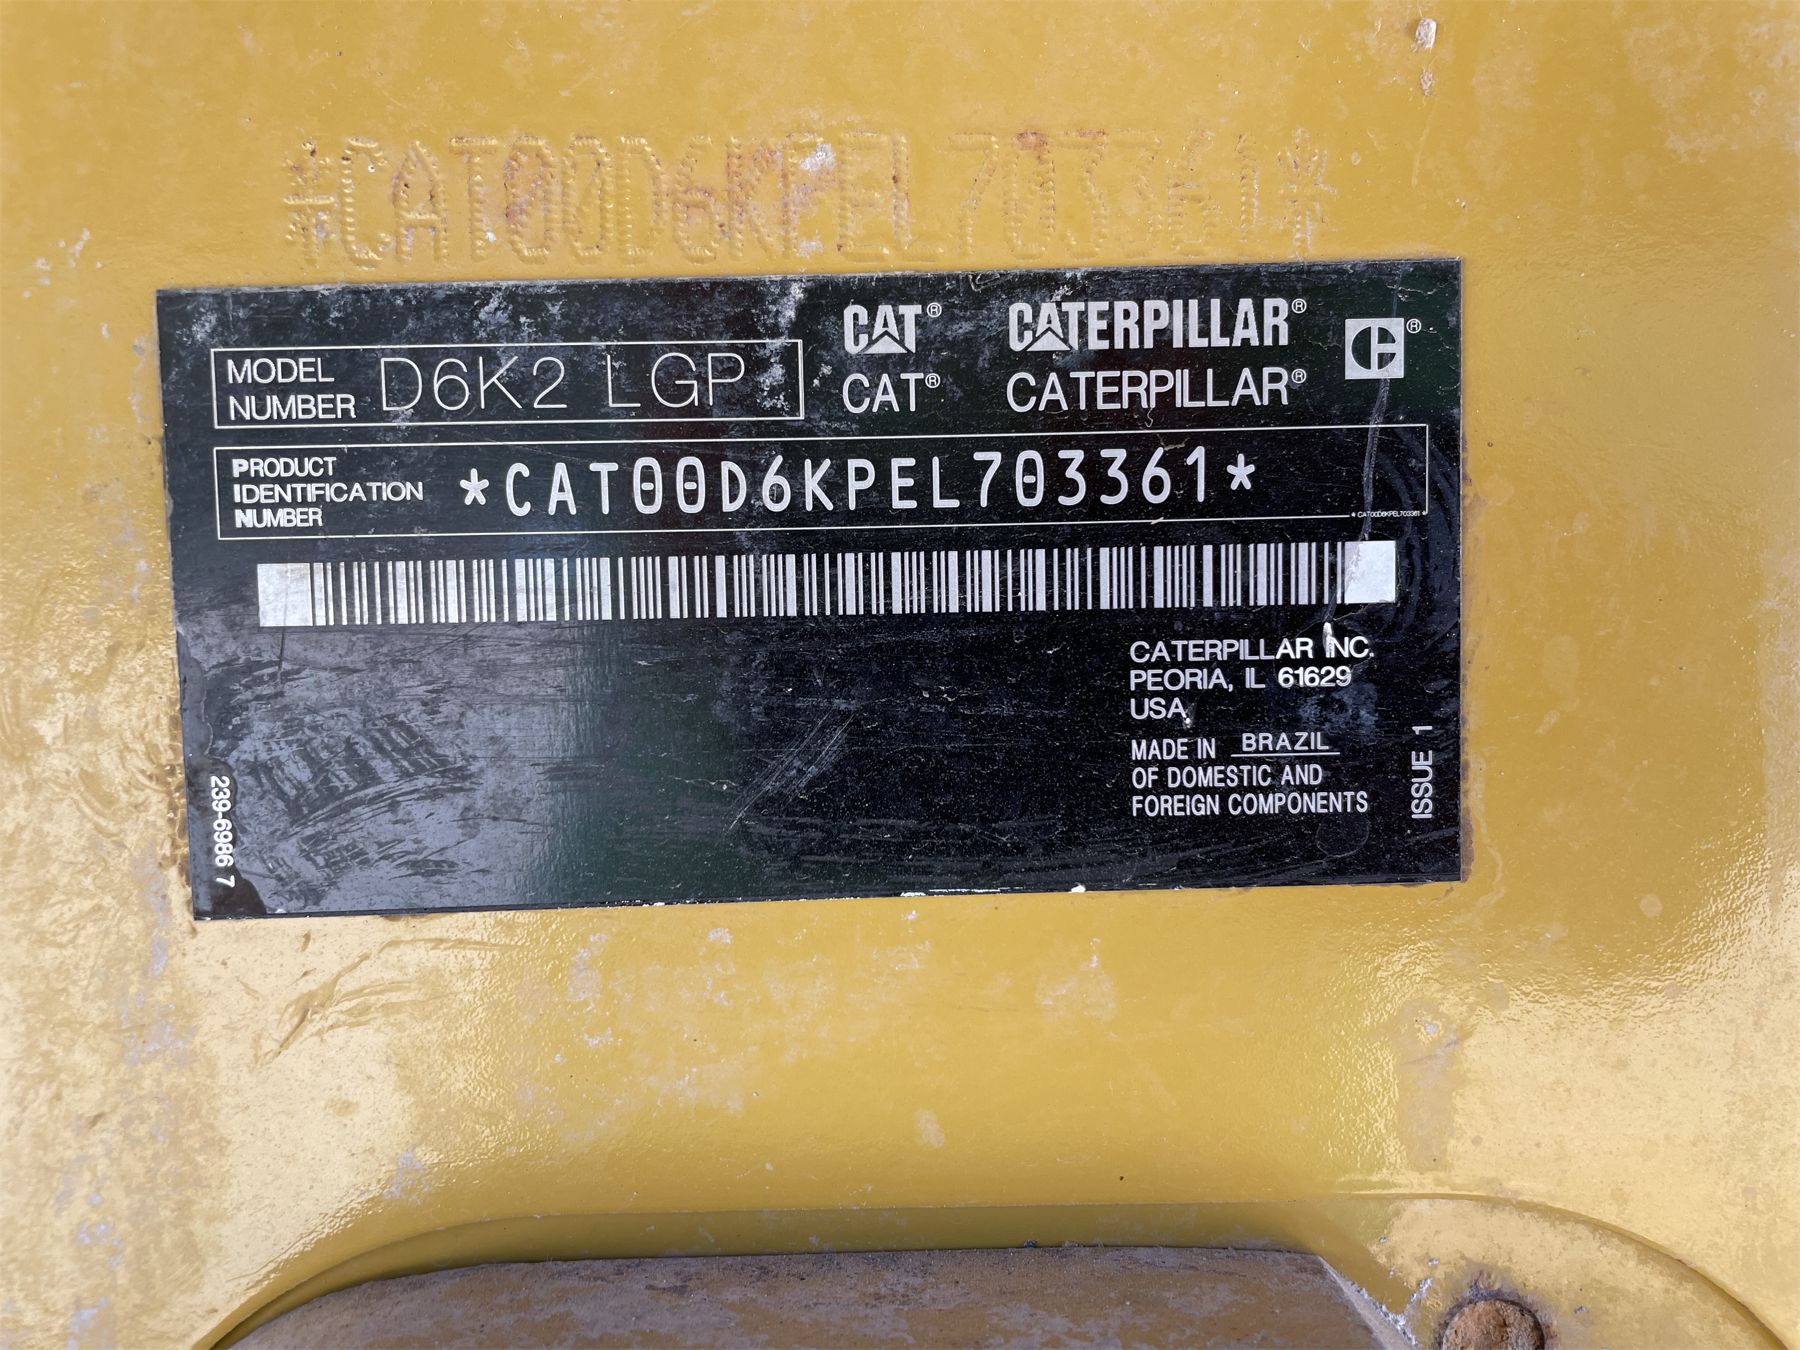 *CAT00D6KPEL703361*
MODEL NUMBER D6K2 LGP
CAT® CATERPILLAR® C®
CAT® CATERPILLAR®
PRODUCT IDENTIFICATION NUMBER *CAT00D6KPEL703361*
*CAT00D6KPEL703361*
CATERPILLAR INC.
PEORIA, IL 61629
USA
MADE IN BRAZIL
OF DOMESTIC AND
FOREIGN COMPONENTS
ISSUE 1
239-6986 7